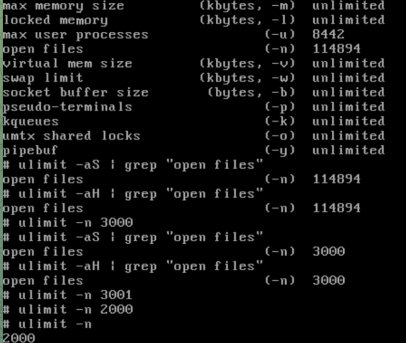 max memory size (kbytes, -m) unlimited
locked memory (kbytes, -l) unlimited
max user processes (-u) 8442
open files (-n) 114894
virtual mem size (kbytes, -v) unlimited
swap limit (kbytes, -w) unlimited
socket buffer size (bytes, -b) unlimited
pseudo-terminals (-p) unlimited
kqueues (-k) unlimited
umtx shared locks (-o) unlimited
pipebuf (-y) unlimited
# ulimit -aS | grep "open files"
open files (-n) 114894
# ulimit -aH | grep "open files"
open files (-n) 114894
# ulimit -n 3000
# ulimit -aS | grep "open files"
open files (-n) 3000
# ulimit -aH | grep "open files"
open files (-n) 3000
# ulimit -n 3001
# ulimit -n 2000
# ulimit -n
2000